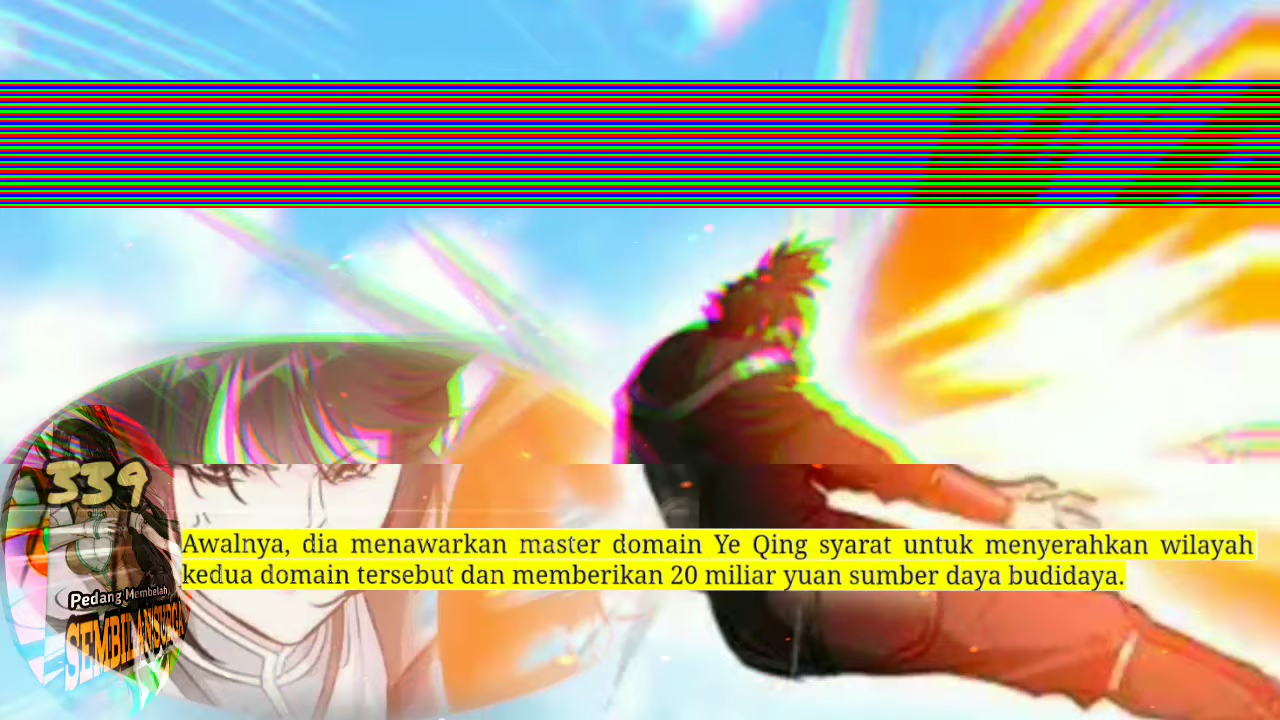 339
Awalnya, dia menawarkan master domain Ye Qing syarat untuk menyerahkan wilayah
kedua domain tersebut dan memberikan 20 miliar yuan sumber daya budidaya.
Pedang Membelah
SEMBILAN SURGA